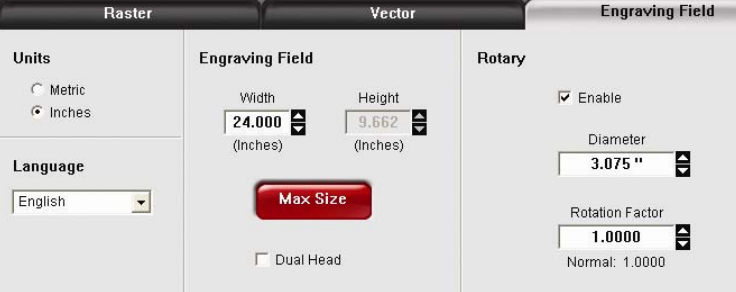 Raster
Vector
Engraving Field
Units
Metric
Inches
Language
English
Engraving Field
Width
Height
24.000
9.662
(Inches)
(Inches)
Max Size
Dual Head
Rotary
Enable
Diameter
3.075 "
Rotation Factor
1.0000
Normal: 1.0000